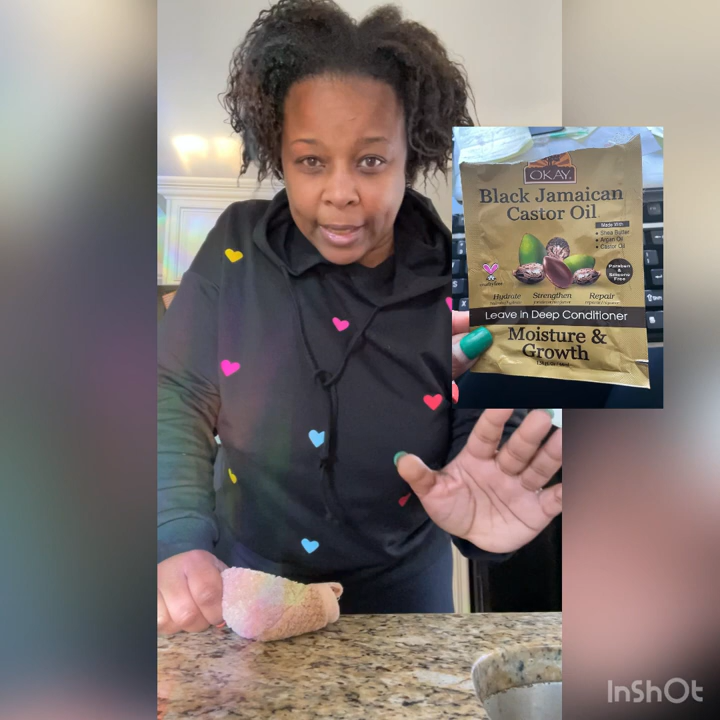 OKAY.
Black Jamaican
Castor Oil
Made With
Shea Butter
Argan Oil
Castor Oil
Paraben
&
Silicone
Free
Hydrate Strengthen Repair
Leave in Deep Conditioner
Moisture &
Growth
InShOt